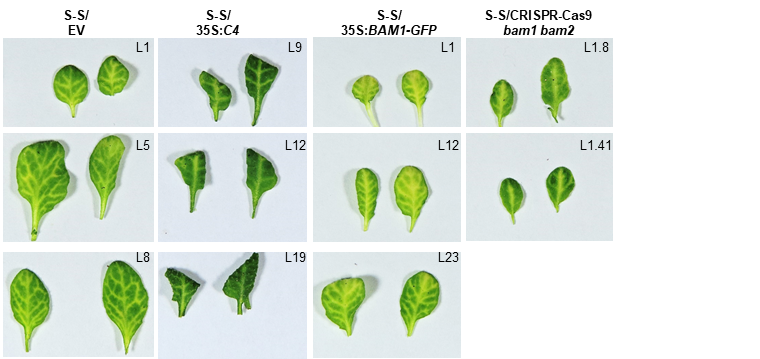 S-S/
EV
S-S/
35S:C4
S-S/
35S:BAM1-GFP
S-S/CRISPR-Cas9
bam1 bam2
L1
L9
L1
L1.8
L5
L12
L12
L1.41
L8
L19
L23